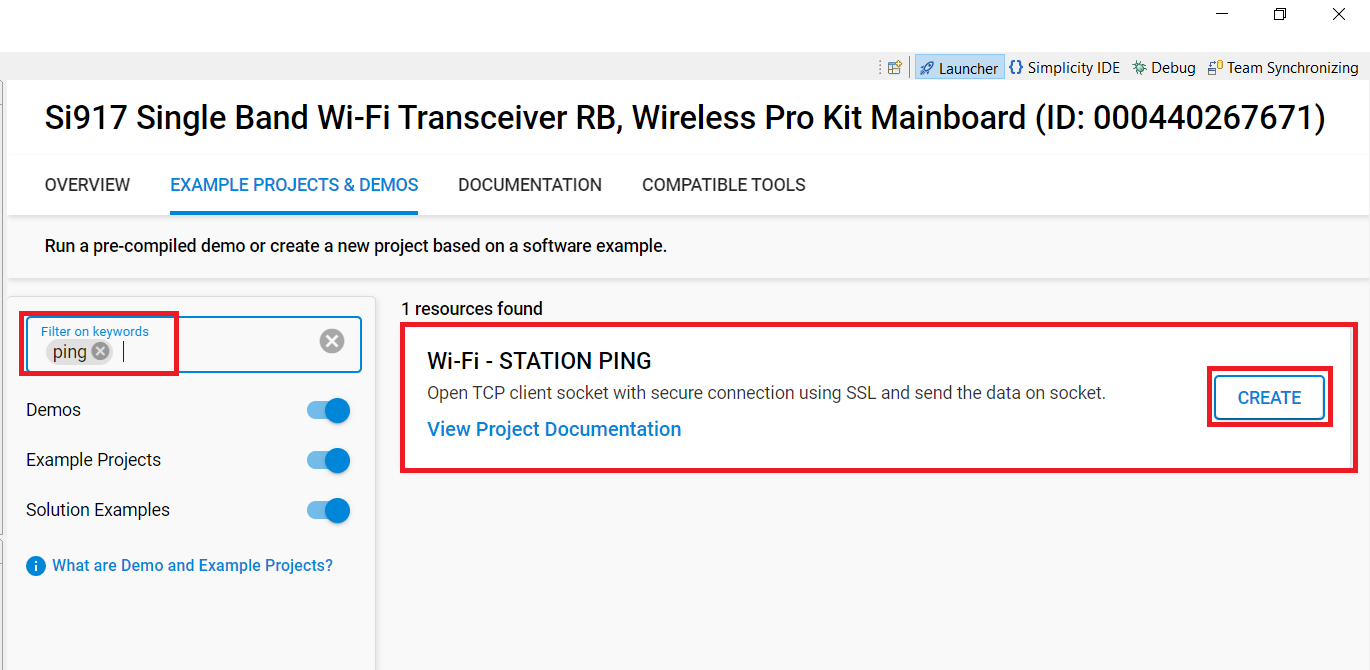 Launcher Simplicity IDE Debug Team Synchronizing
Si917 Single Band Wi-Fi Transceiver RB, Wireless Pro Kit Mainboard (ID: 000440267671)
OVERVIEW EXAMPLE PROJECTS & DEMOS DOCUMENTATION COMPATIBLE TOOLS
Run a pre-compiled demo or create a new project based on a software example.
Filter on keywords
ping
Demos
Example Projects
Solution Examples
What are Demo and Example Projects?
1 resources found
Wi-Fi - STATION PING
Open TCP client socket with secure connection using SSL and send the data on socket.
View Project Documentation
CREATE